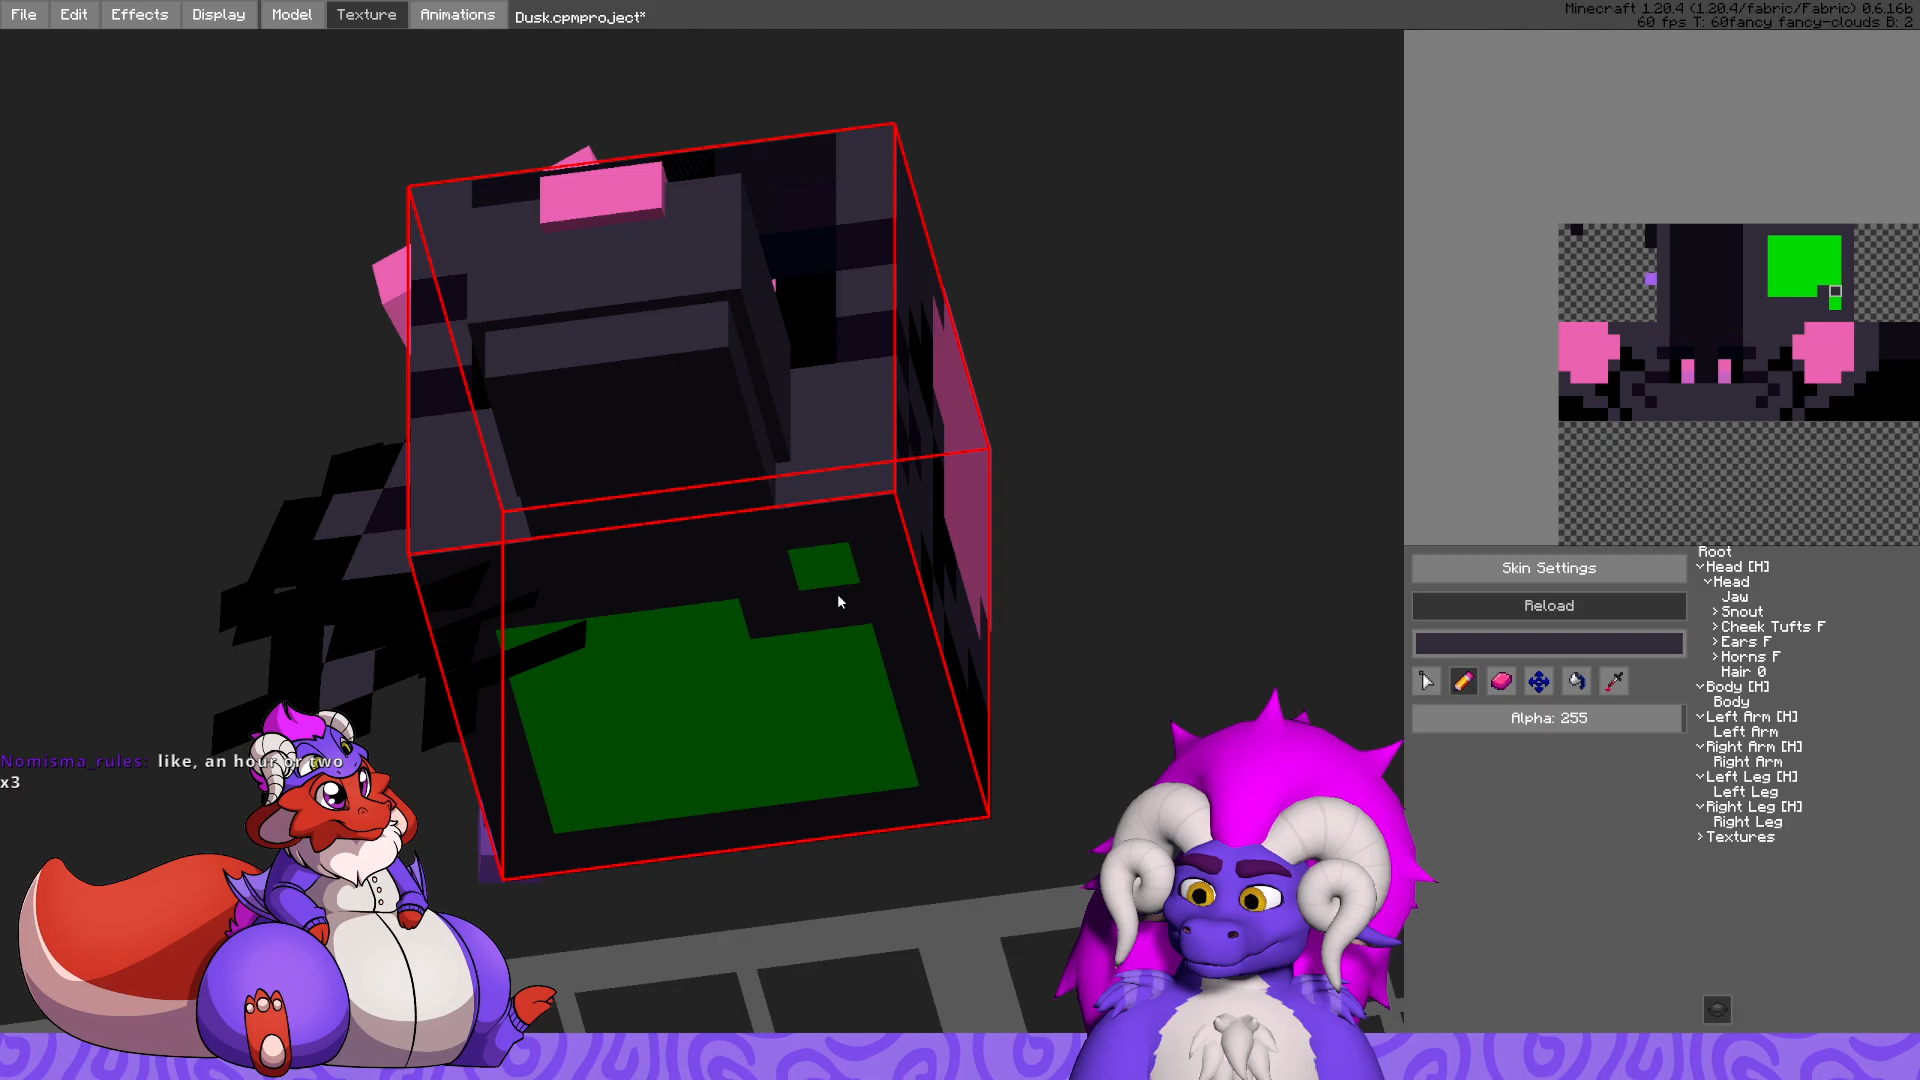 File Edit Effects Display Model Texture Animations Dusk.cpmproject*
Minecraft 1.20.4 (1.20.4/fabric/Fabric) 0.6.16b
60 fps T: 60fancy fancy-clouds B: 2
Skin Settings
Reload
Alpha: 255
Root
Head [H]
Head
Jaw
Snout
Cheek Tufts F
Ears F
Horns F
Hair 0
Body [H]
Body
Left Arm [H]
Left Arm
Right Arm [H]
Right Arm
Left Leg [H]
Left Leg
Right Leg [H]
Right Leg
Textures
Nomisma_rules: like, an hour or two
x3